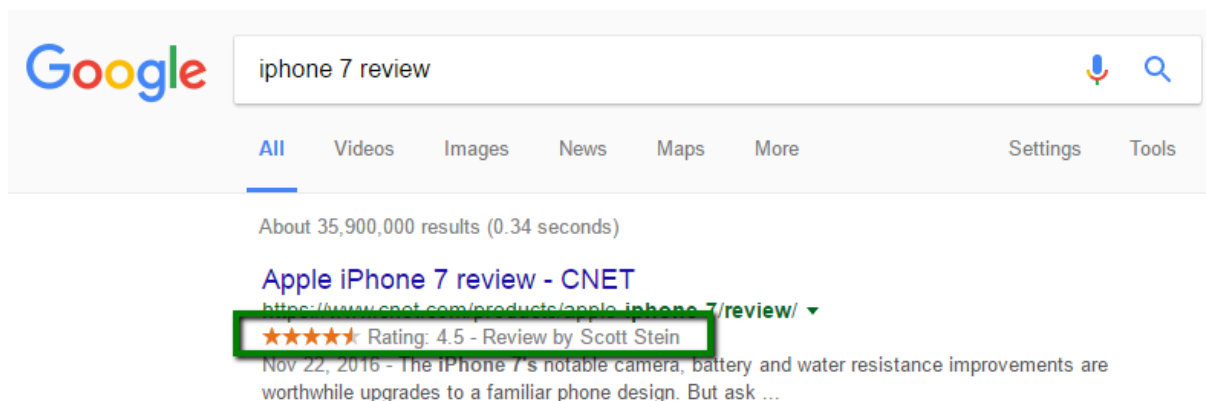 Google
iphone 7 review
All Videos Images News Maps More Settings Tools
About 35,900,000 results (0.34 seconds)
Apple iPhone 7 review - CNET
https://www.cnet.com/products/apple-iphone-7/review/
Rating: 4.5 - Review by Scott Stein
Nov 22, 2016 - The iPhone 7's notable camera, battery and water resistance improvements are
worthwhile upgrades to a familiar phone design. But ask ...